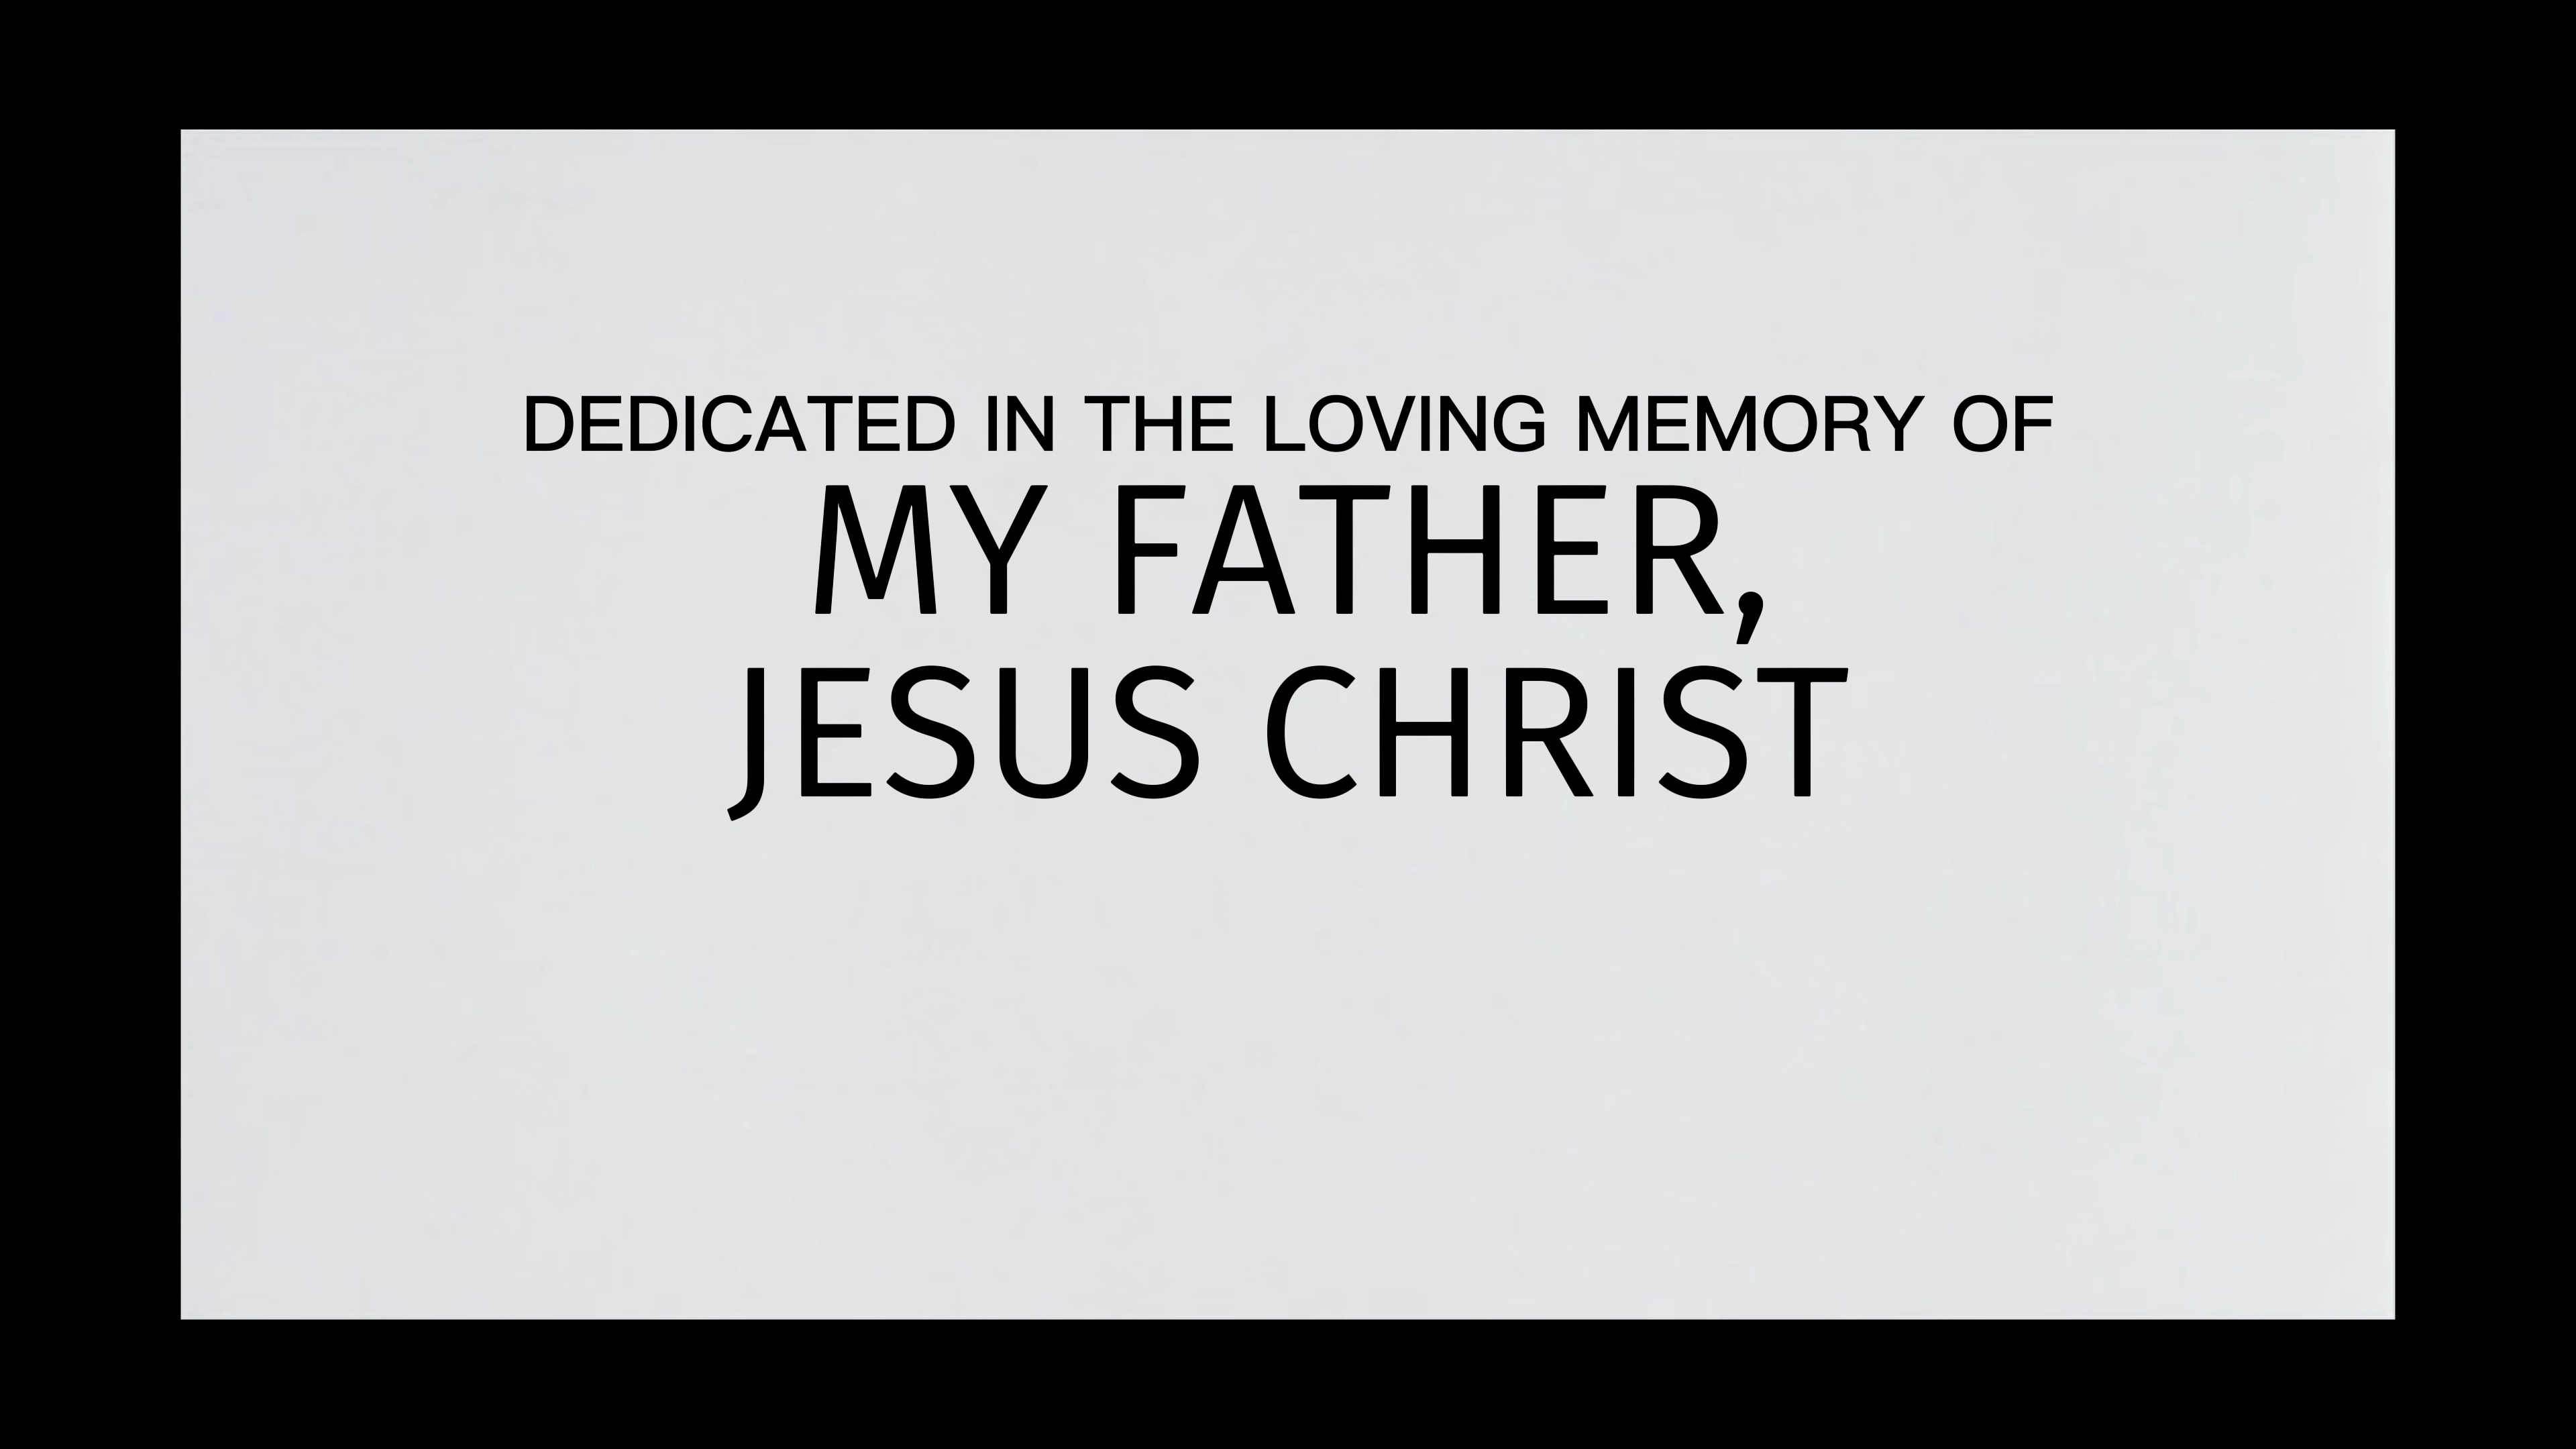 DEDICATED IN THE LOVING MEMORY OF
MY FATHER,
JESUS CHRIST